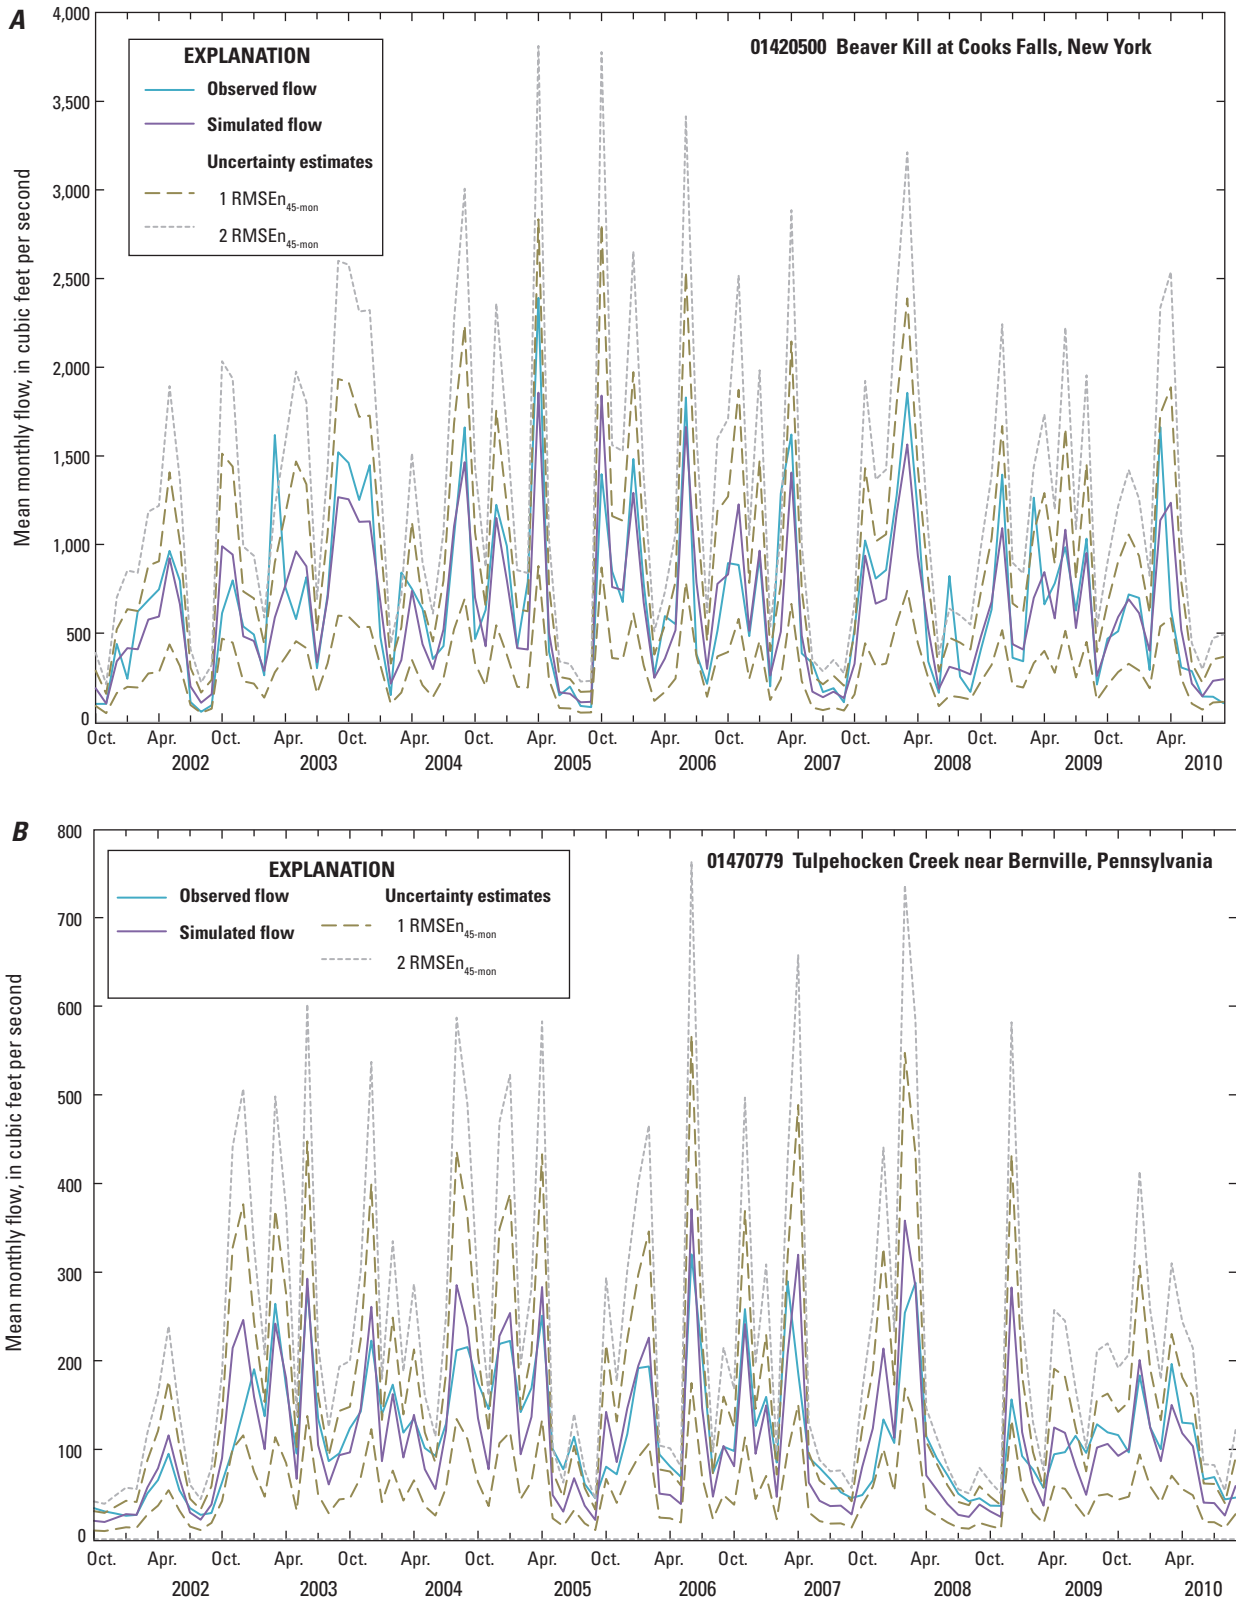 A
4,000
3,500
3,000
2,500
2,000
1,500
1,000
500
0
Mean monthly flow, in cubic feet per second
01420500 Beaver Kill at Cooks Falls, New York
EXPLANATION
Observed flow
Simulated flow
Uncertainty estimates
1 RMSEn45-mon
2 RMSEn45-mon
Oct. Apr. Oct. Apr. Oct. Apr. Oct. Apr. Oct. Apr. Oct. Apr. Oct. Apr. Oct. Apr. Oct. Apr.
2002 2003 2004 2005 2006 2007 2008 2009 2010
B
800
700
600
500
400
300
200
100
0
Mean monthly flow, in cubic feet per second
01470779 Tulpehocken Creek near Bernville, Pennsylvania
EXPLANATION
Observed flow
Simulated flow
Uncertainty estimates
1 RMSEn45-mon
2 RMSEn45-mon
Oct. Apr. Oct. Apr. Oct. Apr. Oct. Apr. Oct. Apr. Oct. Apr. Oct. Apr. Oct. Apr. Oct. Apr.
2002 2003 2004 2005 2006 2007 2008 2009 2010